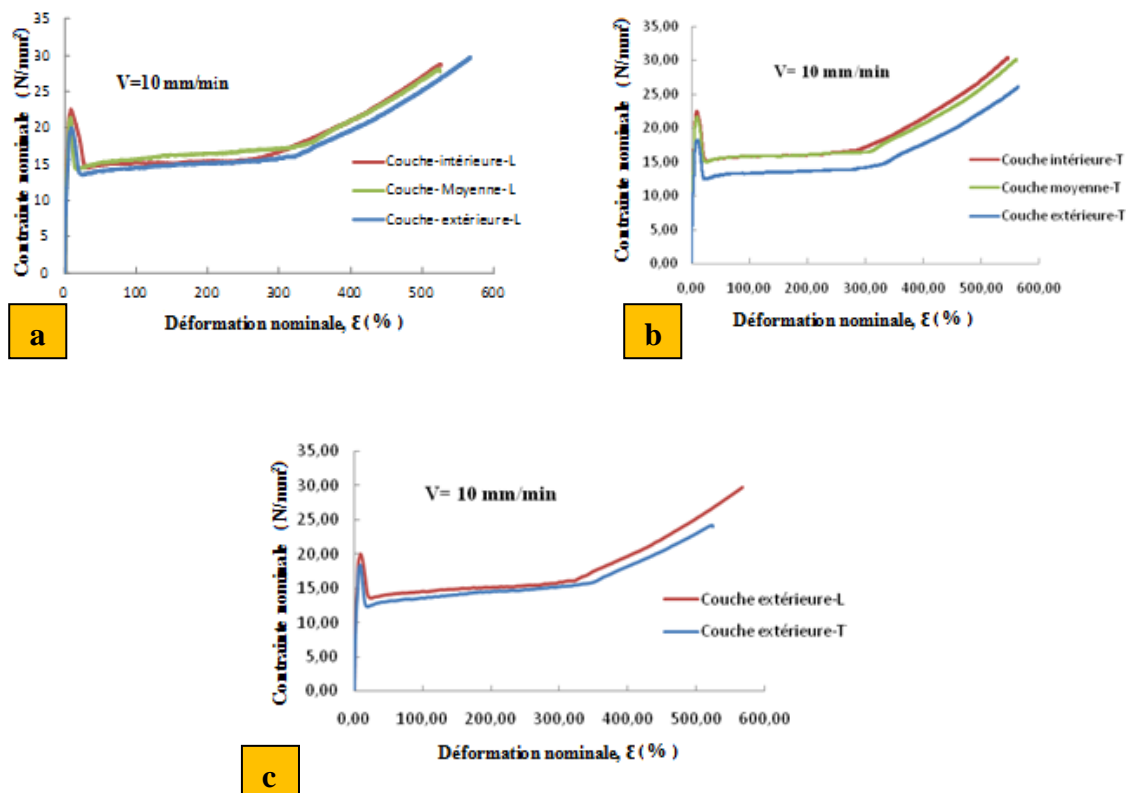 Contrainte nominale (N/mm²)
35
30
25
20
15
10
5
0
V=10 mm/min
Couche-intérieure-L
Couche- Moyenne- L
Couche- extérieure-L
0 100 200 300 400 500 600
Déformation nominale, Ɛ ( % )
a
Contrainte nominale (N/mm²)
35,00
30,00
25,00
20,00
15,00
10,00
5,00
0,00
V= 10 mm/min
Couche intérieure-T
Couche moyenne-T
Couche extérieure-T
0,00 100,00 200,00 300,00 400,00 500,00 600,00
Déformation nominale, Ɛ ( % )
b
Contrainte nominale (N/mm²)
35,00
30,00
25,00
20,00
15,00
10,00
5,00
0,00
V= 10 mm/min
Couche extérieure-L
Couche extérieure-T
0,00 100,00 200,00 300,00 400,00 500,00 600,00
Déformation nominale, Ɛ ( % )
c